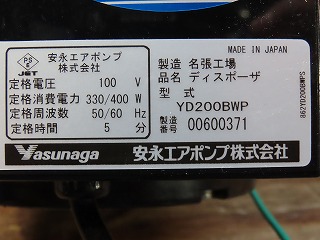 MADE IN JAPAN
PS
JET
安永エアポンプ
株式会社
定格電圧 100 V
定格消費電力 330/400 W
定格周波数 50/60 Hz
定格時間 5 分
製造 名張工場
品名 ディスポーザ
型式
YD200BWP
製造番号 00600371
Yasunaga 安永エアポンプ株式会社